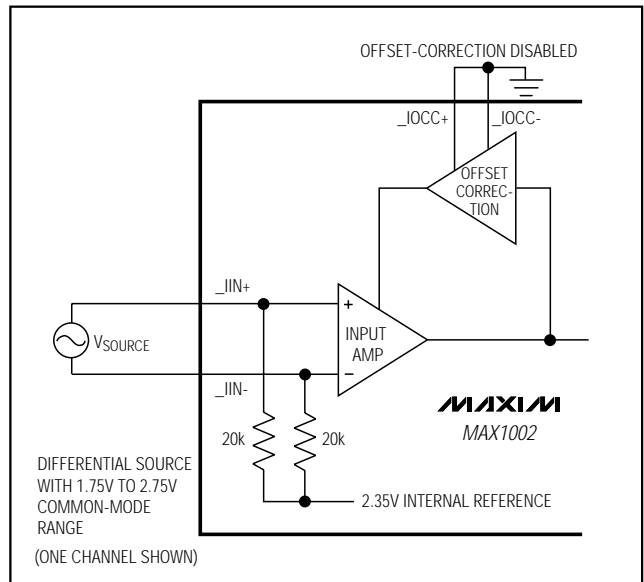 OFFSET-CORRECTION DISABLED
_IOCC+
_IOCC-
OFFSET
CORREC-
TION
_IIN+
+
INPUT
AMP
−
VSOURCE
_IIN-
MAXIM
MAX1002
20k
20k
2.35V INTERNAL REFERENCE
DIFFERENTIAL SOURCE
WITH 1.75V TO 2.75V
COMMON-MODE
RANGE
(ONE CHANNEL SHOWN)